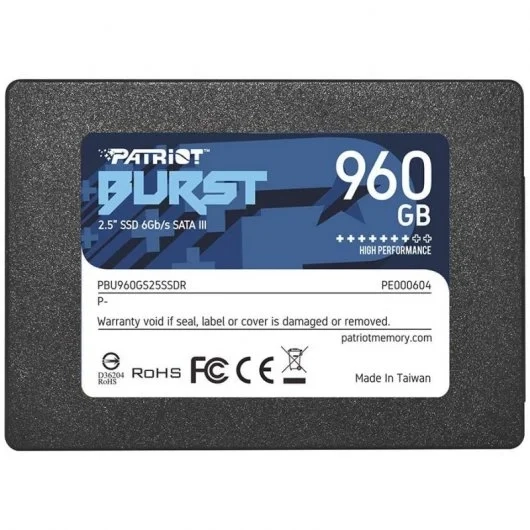 PATRIOT
BURST
2.5" SSD 6Gb/s SATA III
960
GB
HIGH PERFORMANCE
PBU960GS25SSDR PE000604
P-
Warranty void if seal, label or cover is damaged or removed.
patriotmemory.com
D36204
RoHS
RoHS FC CE
Made In Taiwan